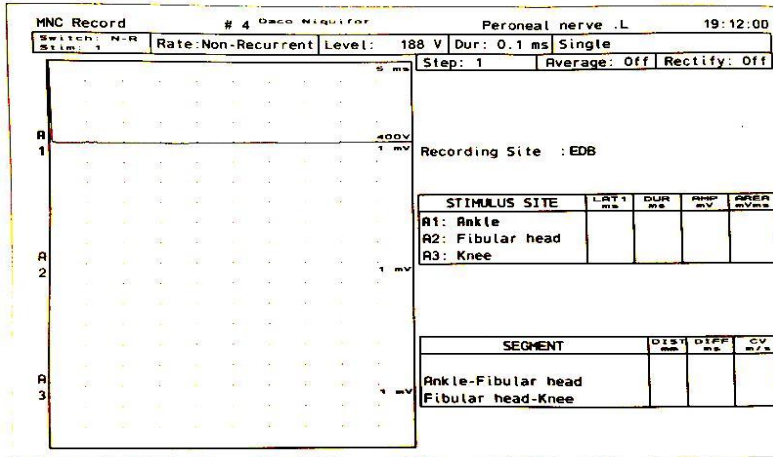 MNC Record # 4 Daco Niquifor Peroneal nerve .L 19:12:00
Switch: N-R
Stim: 1
Rate:Non-Recurrent Level: 188 V Dur: 0.1 ms Single
Step: 1 Average: Off Rectify: Off
5 ms
A
1
400V
1 mV
Recording Site :EDB
STIMULUS SITE LAT1 ms DUR ms AMP mV AREA mVms
A1: Ankle
A2: Fibular head
A3: Knee
A
2
1 mV
SEGMENT DIST mm DIFF ms CV m/s
Ankle-Fibular head
Fibular head-Knee
A
3
1 mV